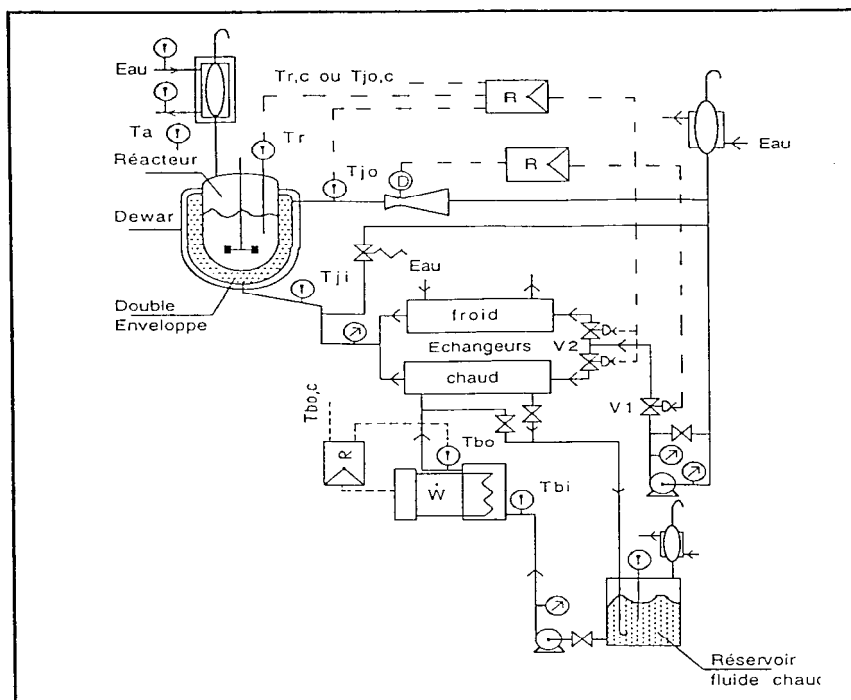 Eau
Tr,c ou Tjo,c
R
Ta
Tr
Réacteur
Tjo
R
Eau
D
Dewar
Tji
Eau
Double
Enveloppe
froid
Echangeurs
V2
chaud
V1
Tbo,c
R
Tbo
W
Tbi
Réservoir
fluide chauc